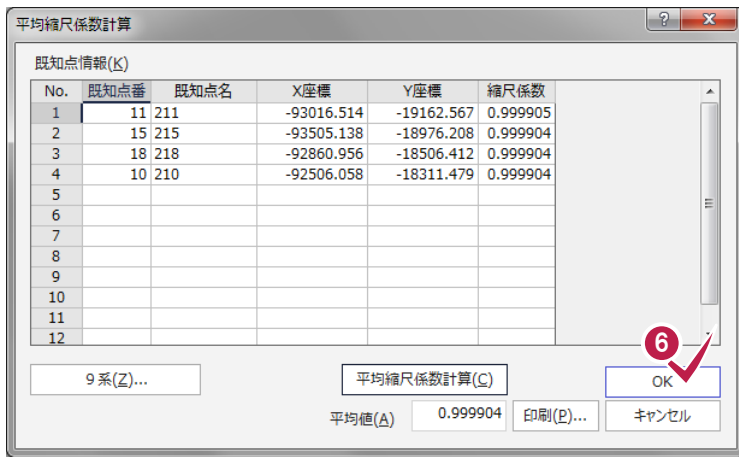 平均縮尺係数計算
? X
既知点情報(K)
No. 既知点番 既知点名 X座標 Y座標 縮尺係数
1 11 211 -93016.514 -19162.567 0.999905
2 15 215 -93505.138 -18976.208 0.999904
3 18 218 -92860.956 -18506.412 0.999904
4 10 210 -92506.058 -18311.479 0.999904
5
6
7
8
9
10
11
12
6
9系(Z)... 平均縮尺係数計算(C) OK
平均値(A) 0.999904 印刷(P)... キャンセル